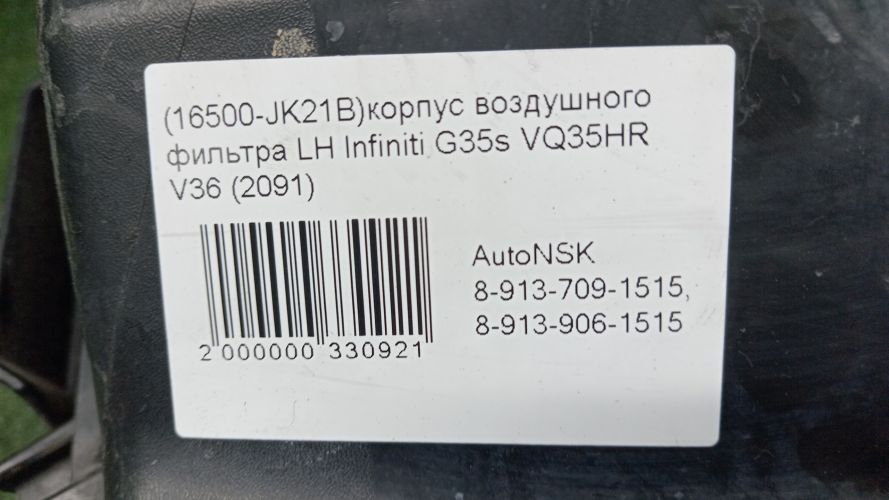 (16500-JK21B)корпус воздушного
фильтра LH Infiniti G35s VQ35HR
V36 (2091)
AutoNSK
8-913-709-1515,
8-913-906-1515
2 000000 330921